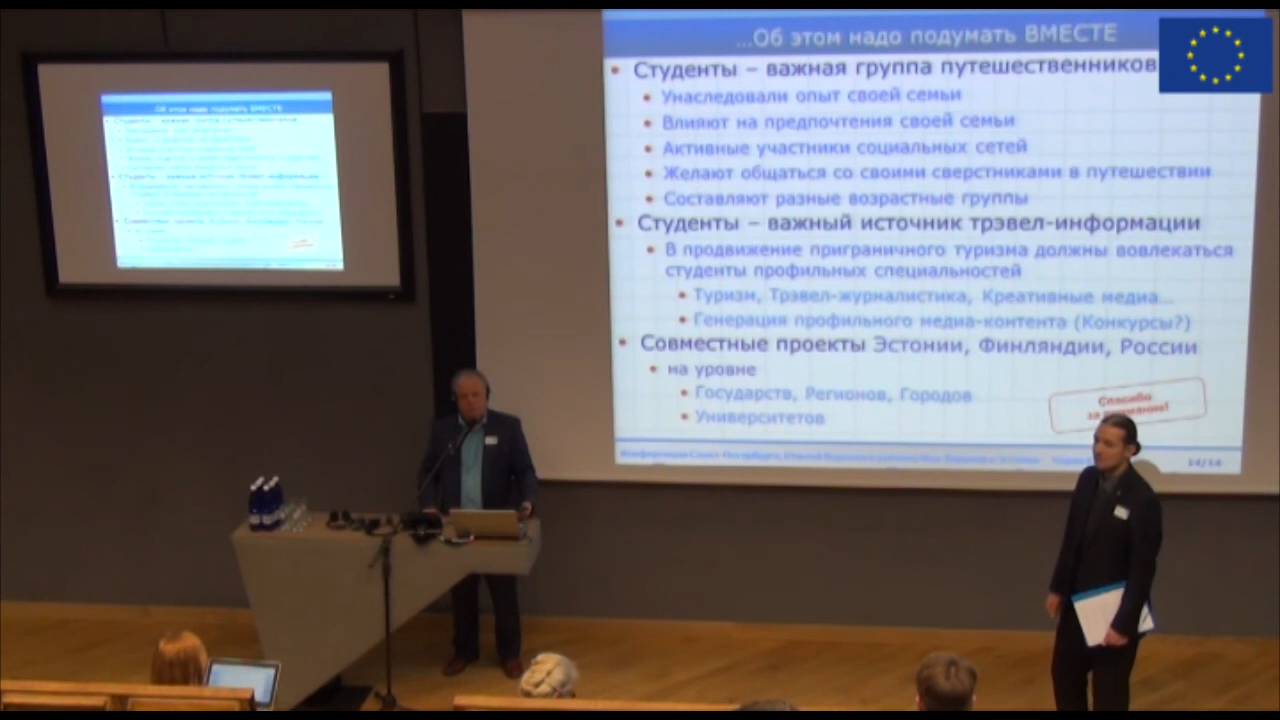 ...Об этом надо подумать ВМЕСТЕ
Студенты – важная группа путешественников
Унаследовали опыт своей семьи
Влияют на предпочтения своей семьи
Активные участники социальных сетей
Желают общаться со своими сверстниками в путешествии
Составляют разные возрастные группы
Студенты – важный источник трэвел-информации
В продвижение приграничного туризма должны вовлекаться
студенты профильных специальностей
Туризм, Трэвел-журналистика, Креативные медиа...
Генерация профильного медиа-контента (Конкурсы?)
Совместные проекты Эстонии, Финляндии, России
на уровне
Государств, Регионов, Городов
Университетов
Спасибо
за внимание!